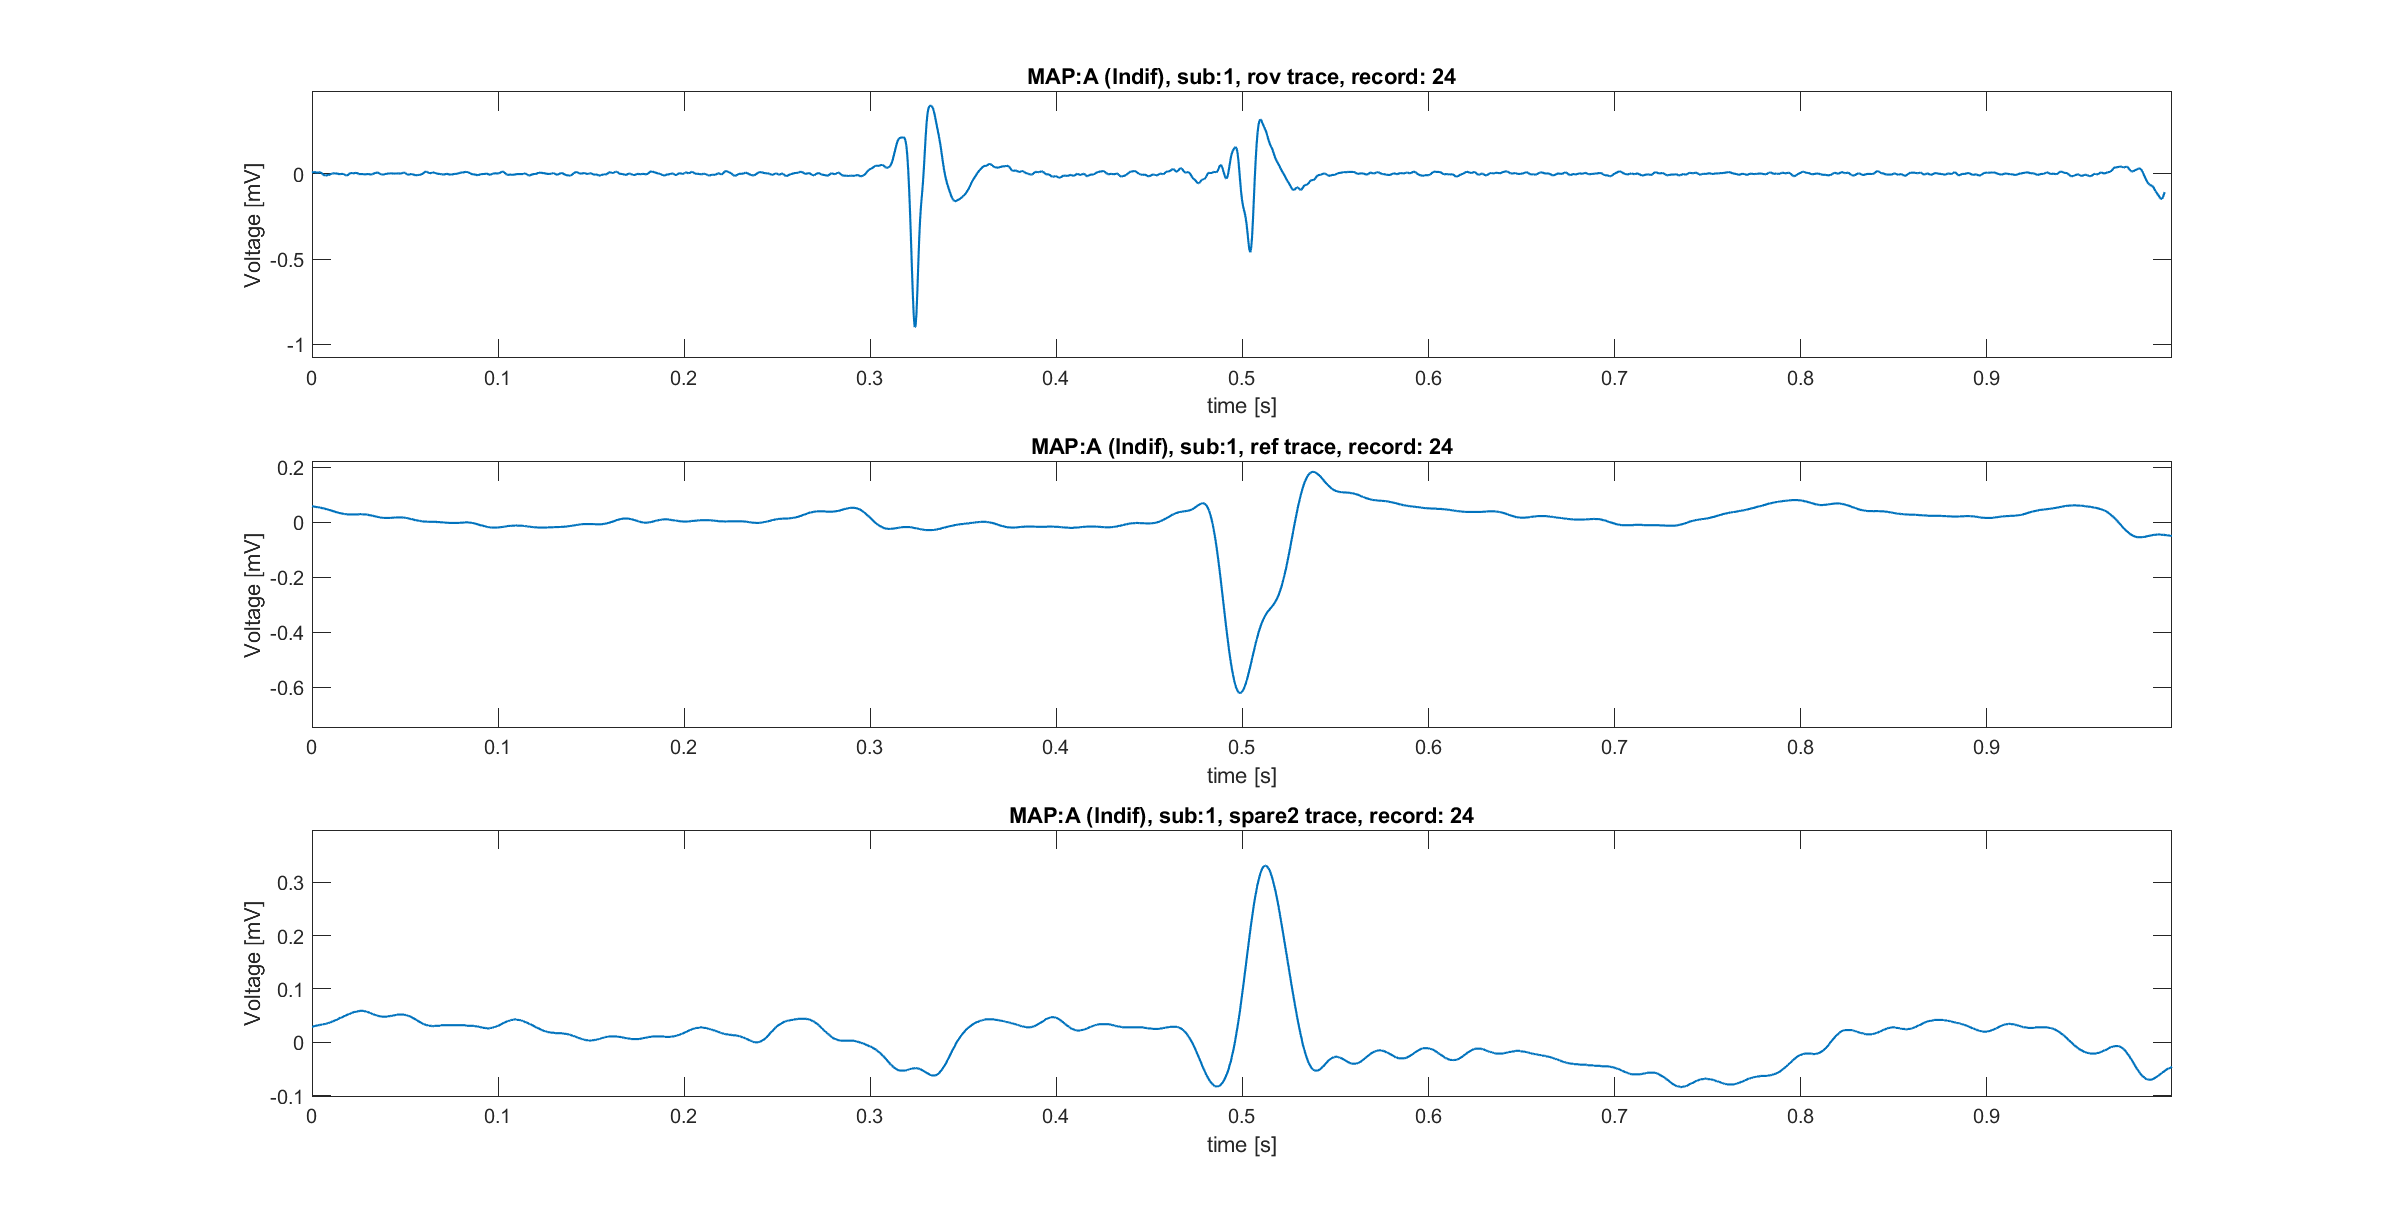 MAP:A (Indif), sub:1, rov trace, record: 24
Voltage [mV]
0
-0.5
-1
0 0.1 0.2 0.3 0.4 0.5 0.6 0.7 0.8 0.9
time [s]
MAP:A (Indif), sub:1, ref trace, record: 24
Voltage [mV]
0.2
0
-0.2
-0.4
-0.6
0 0.1 0.2 0.3 0.4 0.5 0.6 0.7 0.8 0.9
time [s]
MAP:A (Indif), sub:1, spare2 trace, record: 24
Voltage [mV]
0.3
0.2
0.1
0
-0.1
0 0.1 0.2 0.3 0.4 0.5 0.6 0.7 0.8 0.9
time [s]